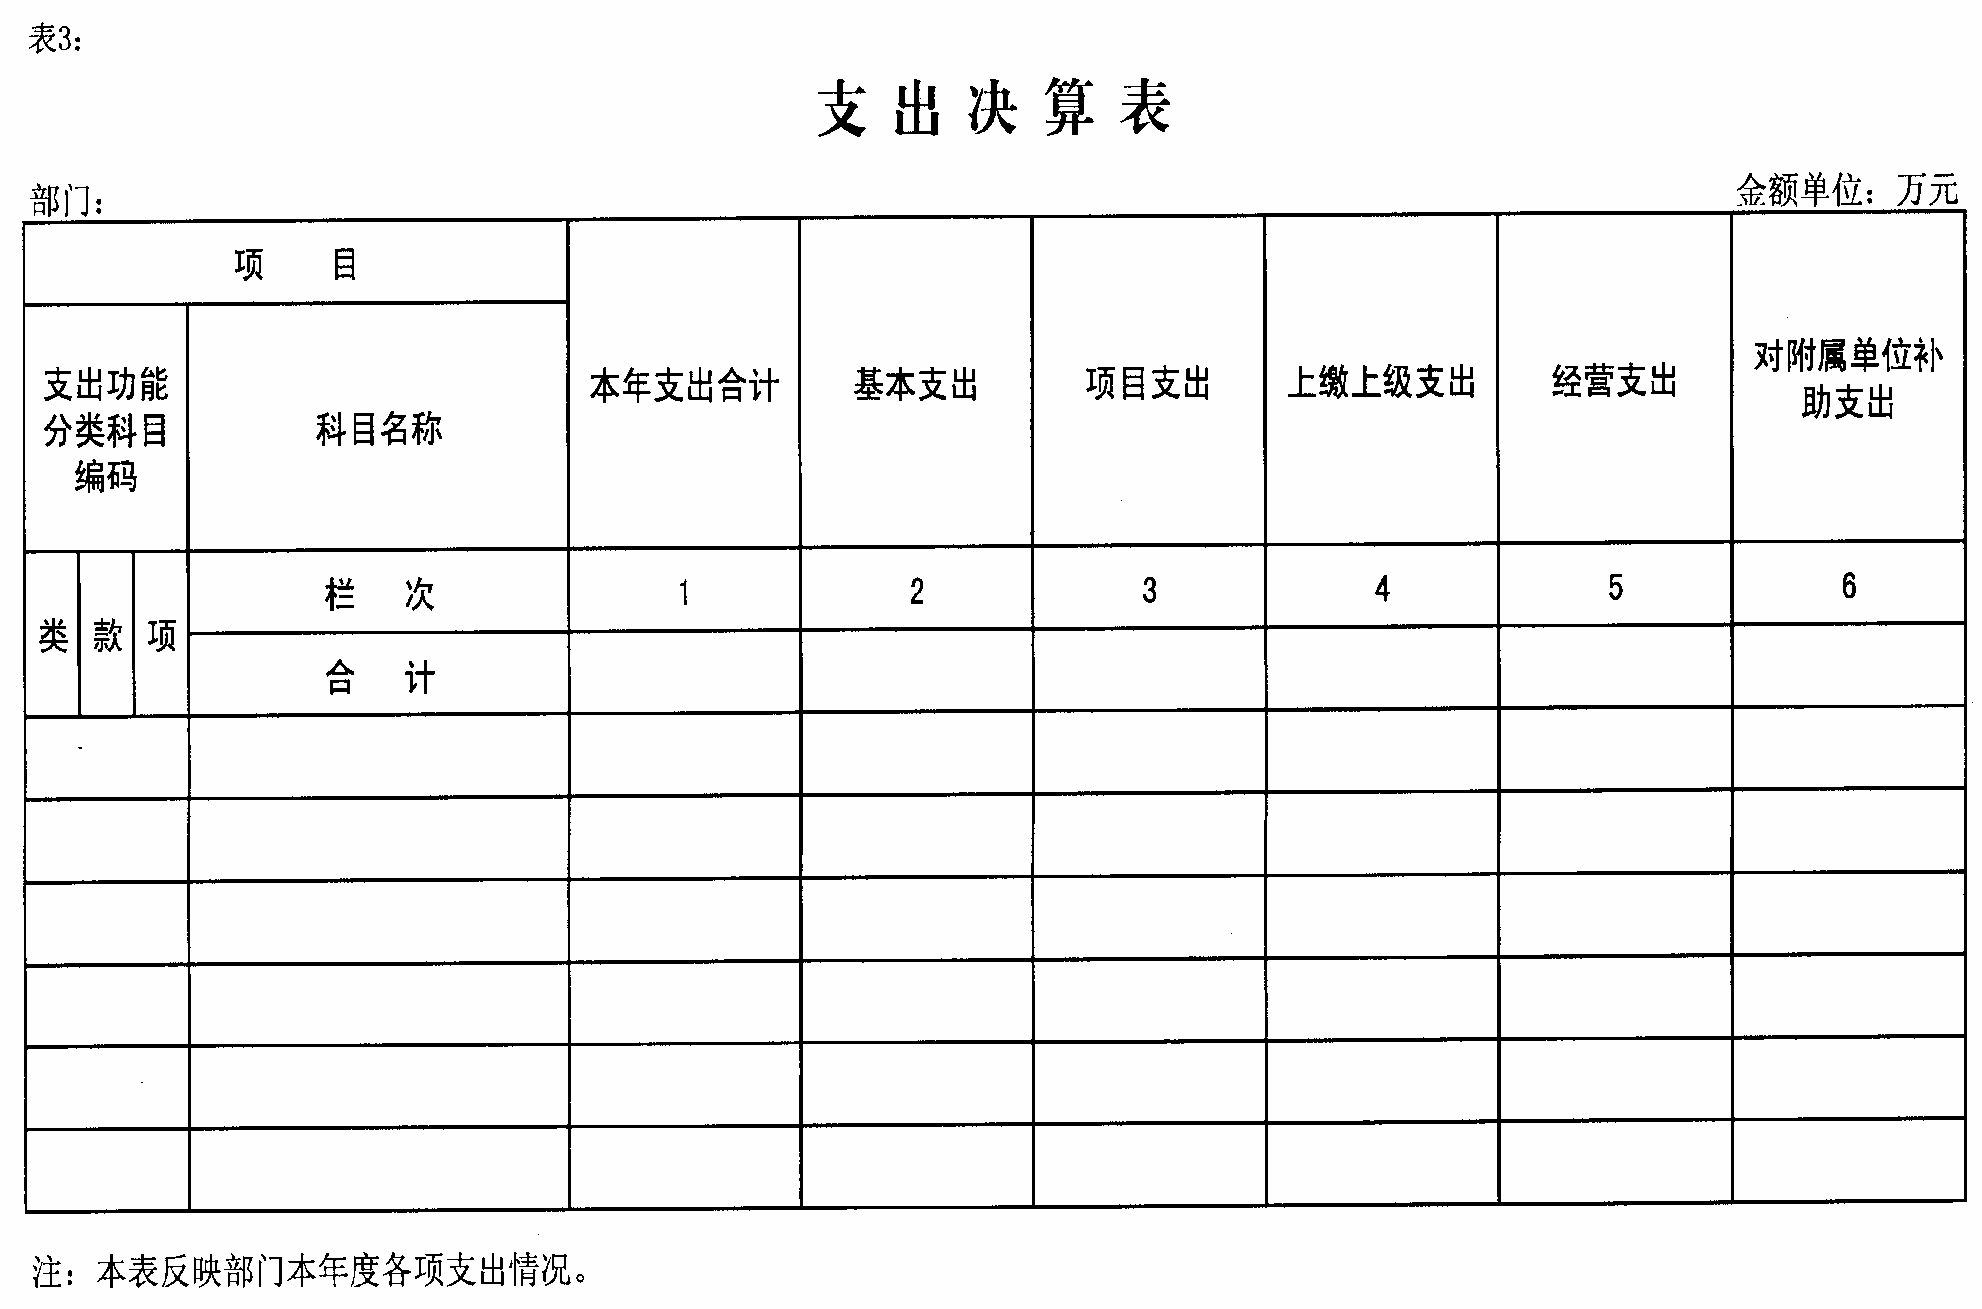 表3：
支出决算表
部门：
金额单位：万元
项 目
本年支出合计
基本支出
项目支出
上缴上级支出
经营支出
对附属单位补
助支出
支出功能
分类科目
编码
科目名称
类 款 项
栏 次 1 2 3 4 5 6
合 计
注：本表反映部门本年度各项支出情况。